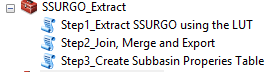 SSURGO_Extract
Step1_Extract SSURGO using the LUT
Step2_Join, Merge and Export
Step3_Create Subbasin Properies Table